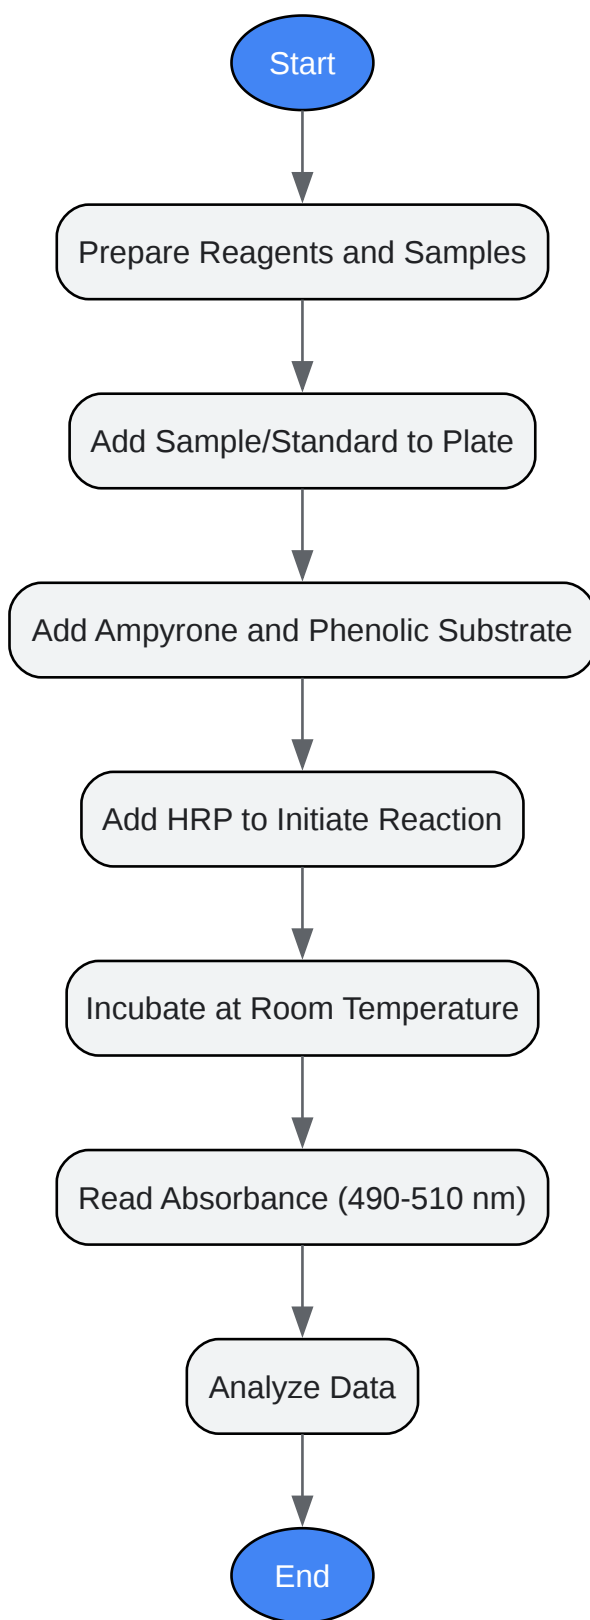 Start
Prepare Reagents and Samples
Add Sample/Standard to Plate
Add Ampyrone and Phenolic Substrate
Add HRP to Initiate Reaction
Incubate at Room Temperature
Read Absorbance (490-510 nm)
Analyze Data
End